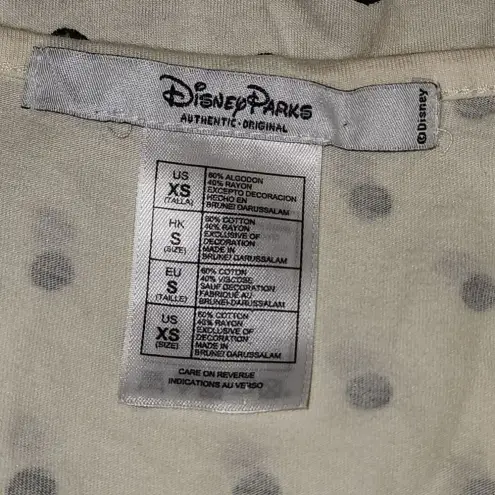 Disney Parks
AUTHENTIC•ORIGINAL
©Disney
US
XS
(TALLA)
60% ALGODON
40% RAYON
EXCEPTO DECORACION
HECHO EN
BRUNEI DARUSSALAM
HK
S
(SIZE)
60% COTTON
40% RAYON
EXCLUSIVE OF
DECORATION
MADE IN
BRUNEI DARUSSALAM
EU
S
(TAILLE)
60% COTON
40% VISCOSE
SAUF DECORATION
FABRIQUÉ AU
BRUNEI-DARUSSALAM
US
XS
(SIZE)
60% COTTON
40% RAYON
EXCLUSIVE OF
DECORATION
MADE IN
BRUNEI DARUSSALAM
CARE ON REVERSE
INDICATIONS AU VERSO